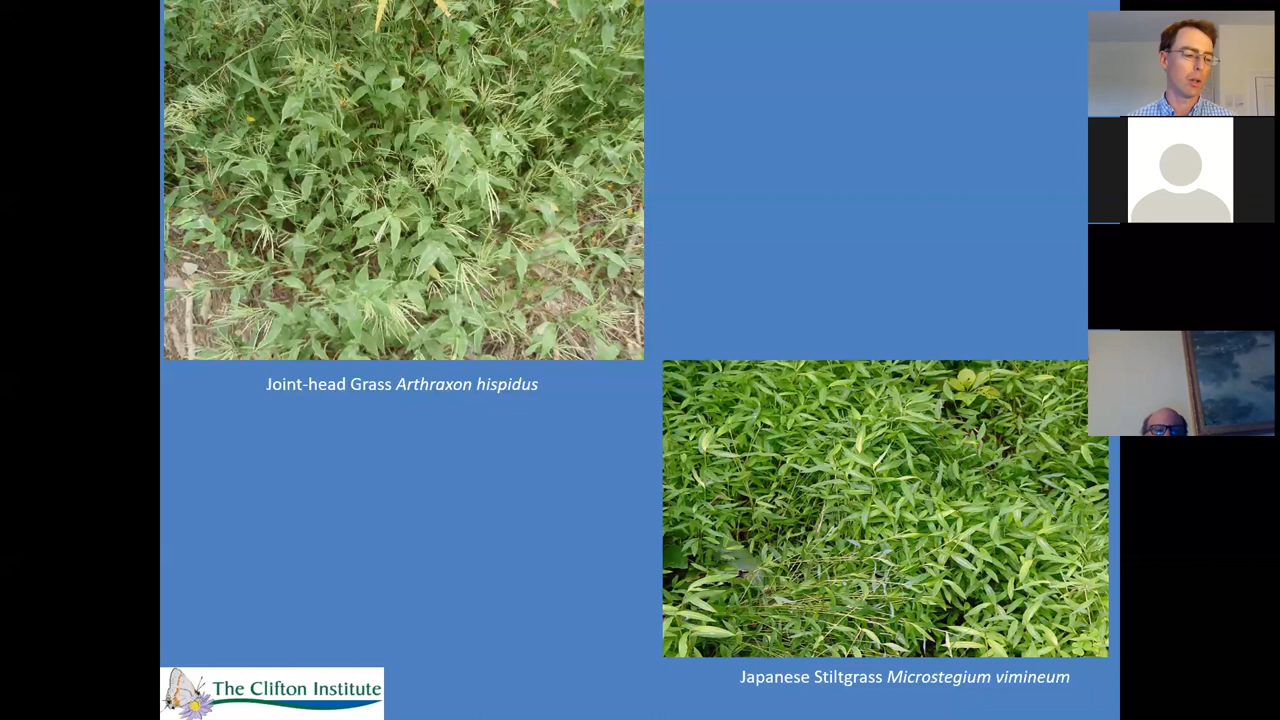 Joint-head Grass Arthraxon hispidus
Japanese Stiltgrass Microstegium vimineum
The Clifton Institute